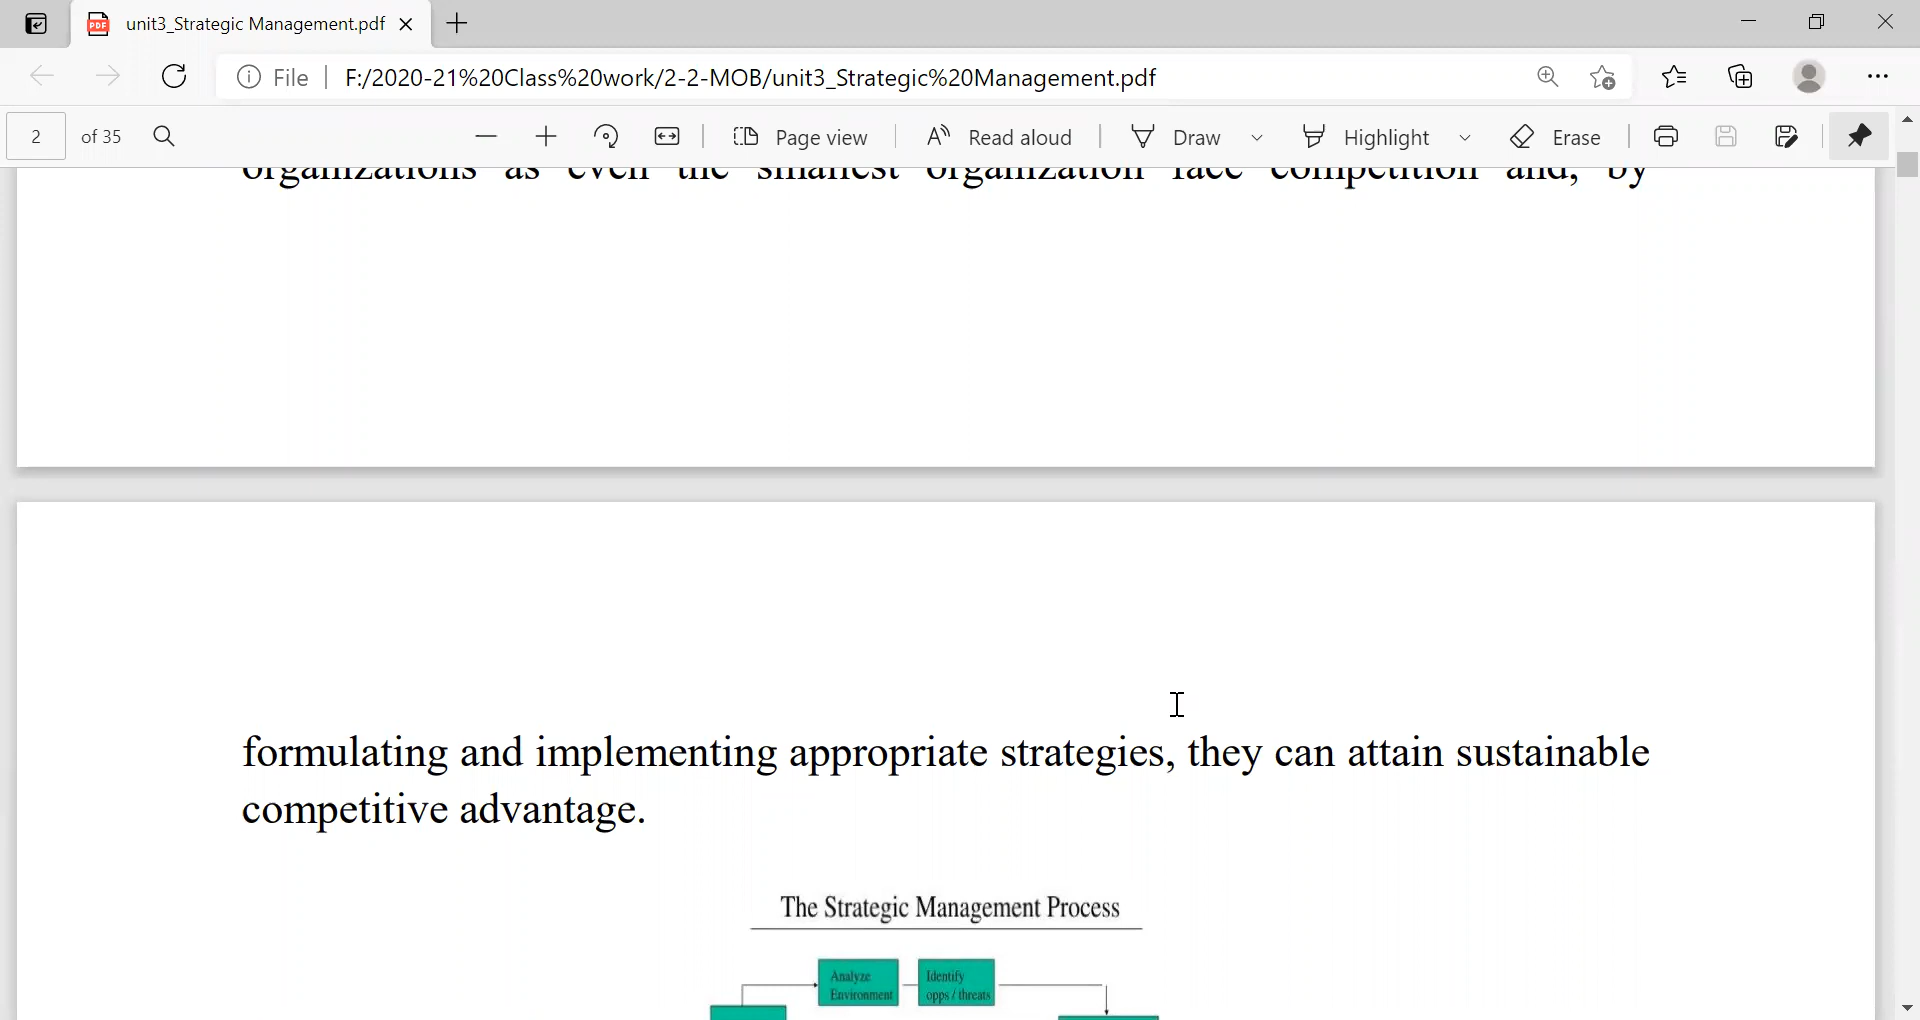 unit3_Strategic Management.pdf
File F:/2020-21%20Class%20work/2-2-MOB/unit3_Strategic%20Management.pdf
2 of 35 Page view Read aloud Draw Highlight Erase
organizations as even the smallest organization face competition and, by
formulating and implementing appropriate strategies, they can attain sustainable
competitive advantage.
The Strategic Management Process
Analyze Environment
Identify opps / threats